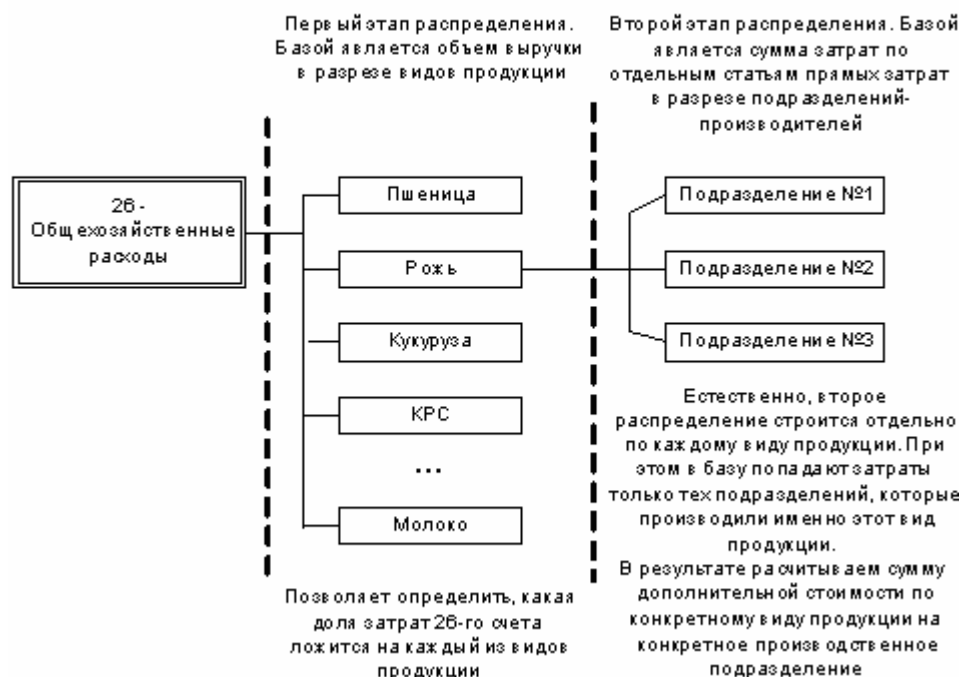 Первый этап распределения.
Базой является объем выручки
в разрезе видов продукции
Второй этап распределения. Базой
является сумма затрат по
отдельным статьям прямых затрат
в разрезе подразделений-
производителей
26 -
Общехозяйственные
расходы
Пшеница
Рожь
Кукуруза
КРС
...
Молоко
Подразделение №1
Подразделение №2
Подразделение №3
Естественно, второе
распределение строится отдельно
по каждому виду продукции. При
этом в базу попадают затраты
только тех подразделений, которые
производили именно этот вид
продукции.
В результате расчитываем сумму
дополнительной стоимости по
конкретному виду продукции на
конкретное производственное
подразделение
Позволяет определить, какая
доля затрат 26-го счета
ложится на каждый из видов
продукции